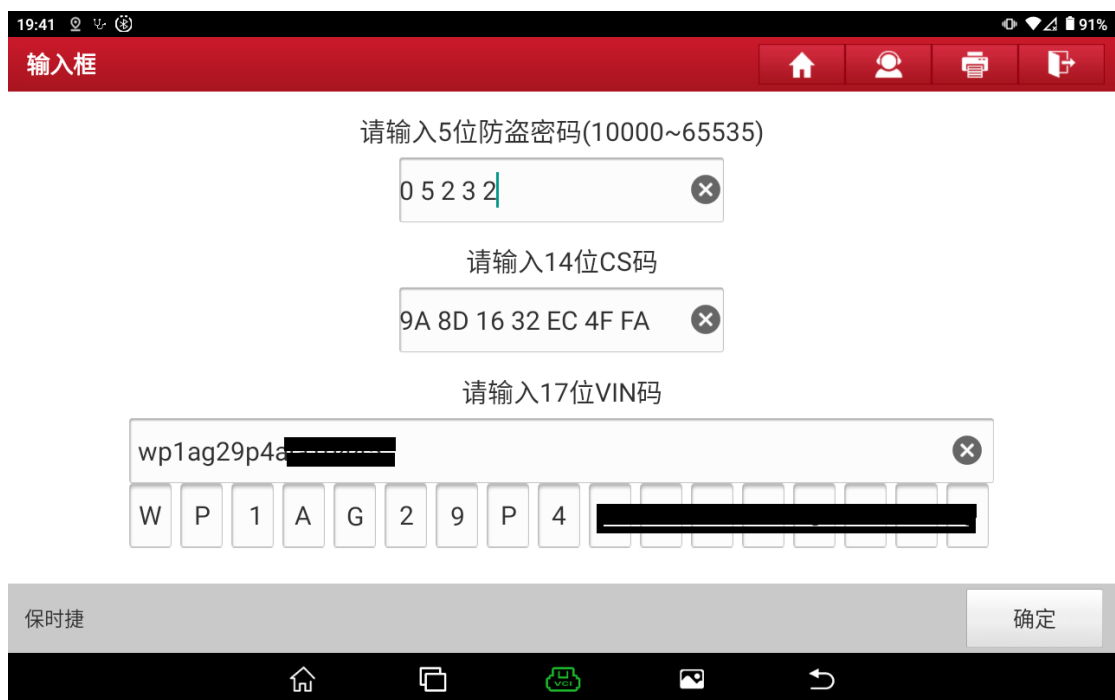 19:41 91%
输入框
请输入5位防盗密码(10000~65535)
0 5 2 3 2
请输入14位CS码
9A 8D 16 32 EC 4F FA
请输入17位VIN码
wp1ag29p4a
W P 1 A G 2 9 P 4
保时捷 确定
VCI